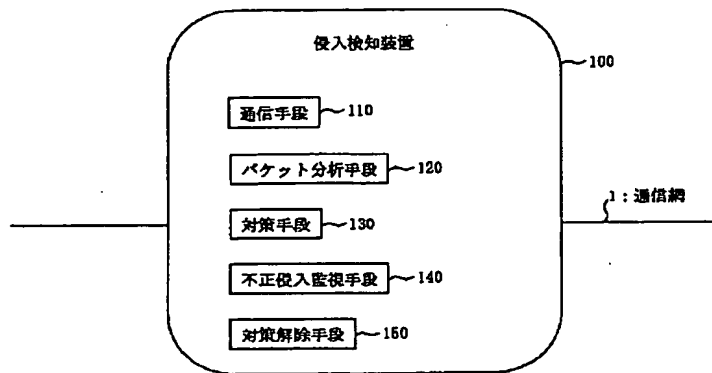 侵入検知装置
100
通信手段 110
パケット分析手段 120
1:通信網
対策手段 130
不正侵入監視手段 140
対策解除手段 150